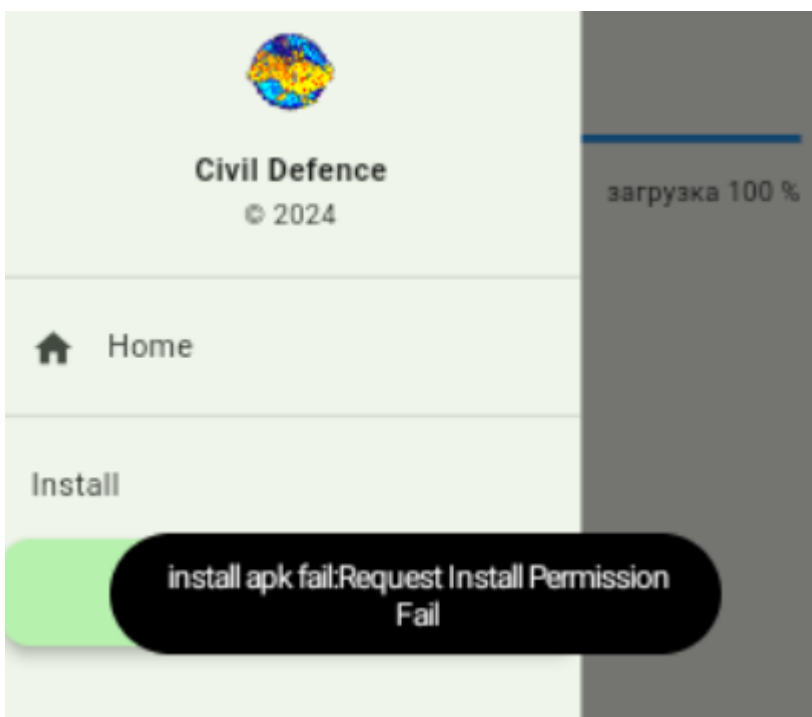 Civil Defence
© 2024
загрузка 100 %
Home
Install
install apk fail:Request Install Permission
Fail